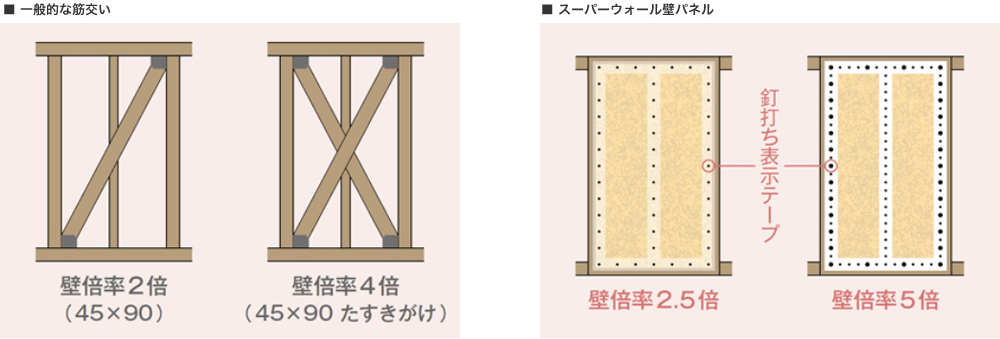 ■ 一般的な筋交い
壁倍率2倍
（45×90）
壁倍率4倍
（45×90 たすきがけ）
■ スーパーウォール壁パネル
釘打ち表示テープ
壁倍率2.5倍
壁倍率5倍